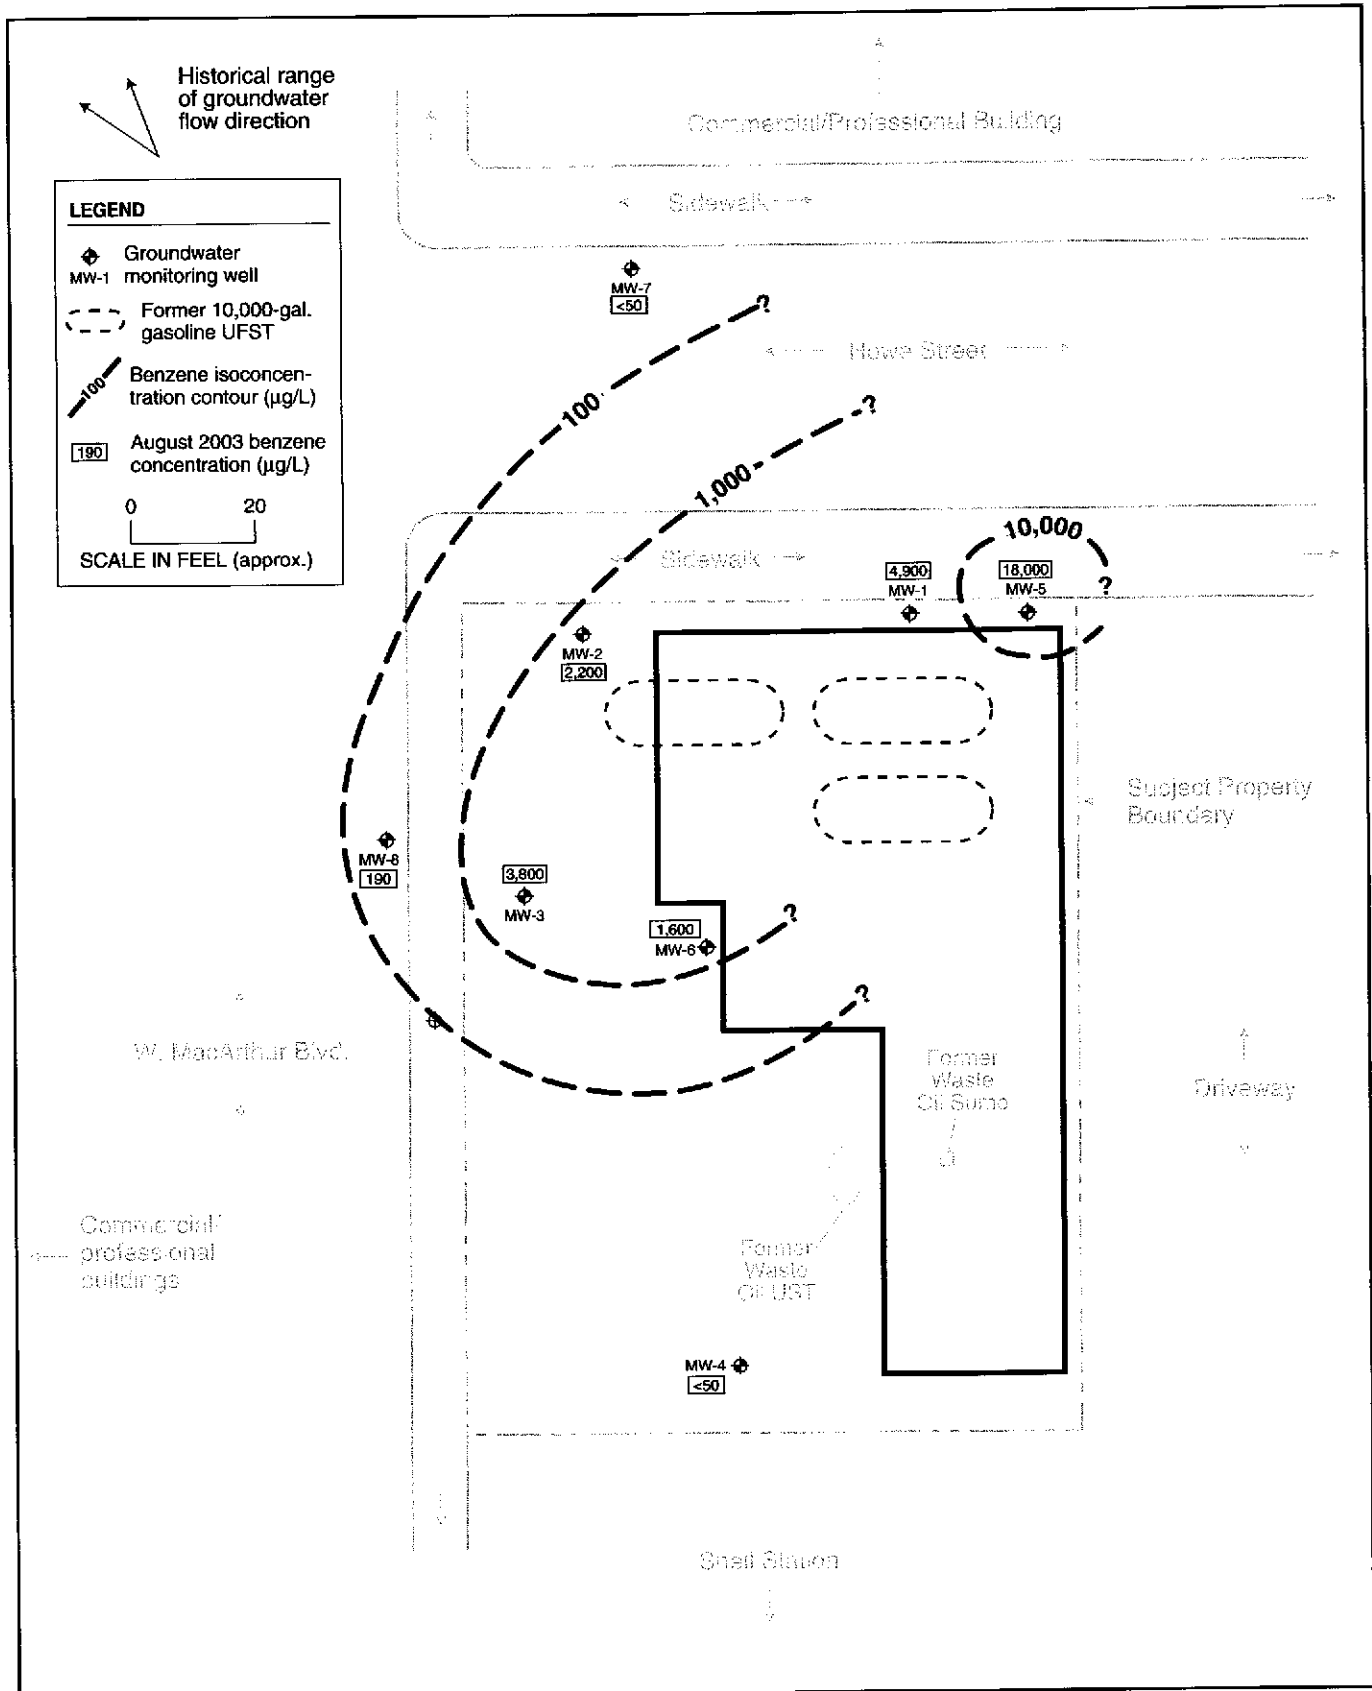 Historical range
of groundwater
flow direction
LEGEND
Groundwater
monitoring well
MW-1
Former 10,000-gal.
gasoline UFST
100
Benzene isoconcen-
tration contour (µg/L)
190
August 2003 benzene
concentration (µg/L)
0 20
SCALE IN FEEL (approx.)
Commercial/Professional Building
Sidewalk
MW-7
<50
?
Howe Street
100
?
1,000
10,000
Sidewalk
4,900
MW-1
18,000
MW-5
?
MW-2
2,200
Subject Property
Boundary
MW-8
190
3,800
MW-3
1,600
MW-6
?
?
W. MacArthur Blvd.
Former
Waste
Oil Sump
Driveway
Commercial/
professional
buildings
Former
Waste
Oil UST
MW-4
<50
Shell Station